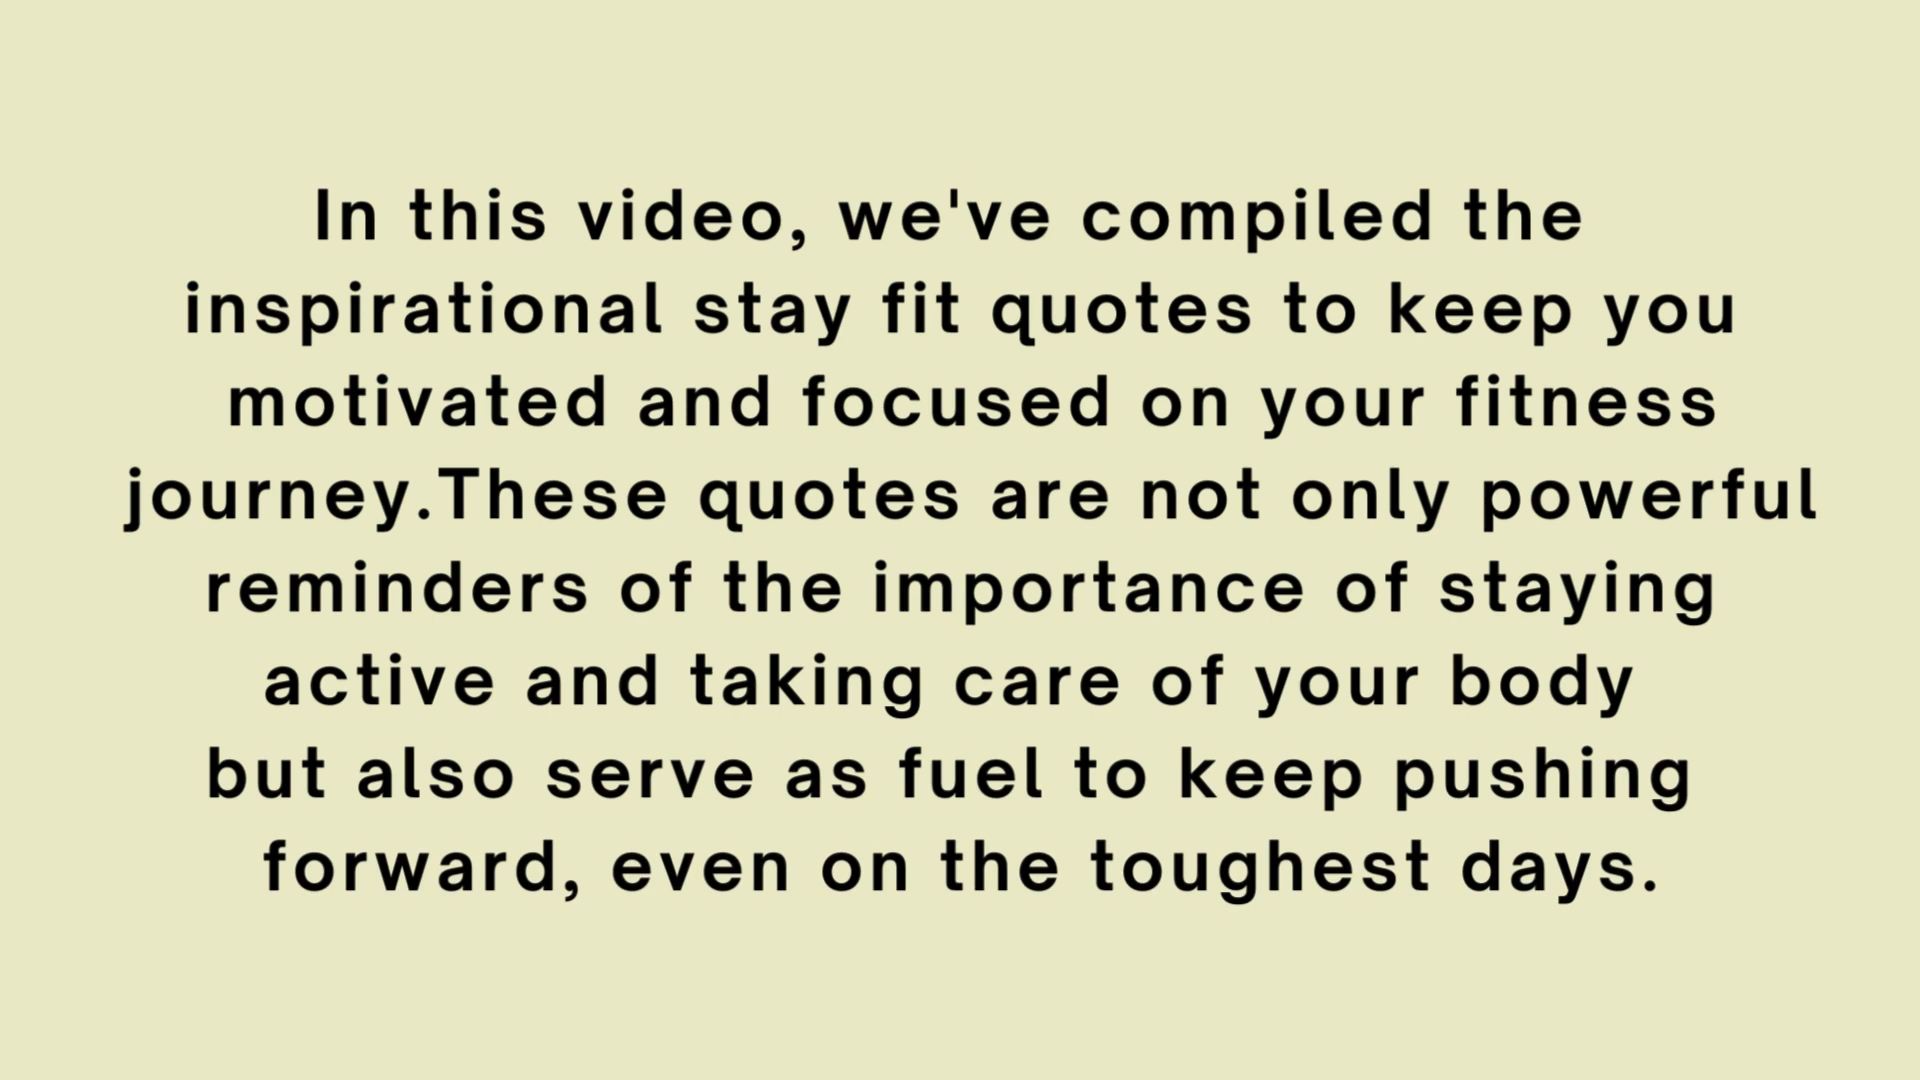 In this video, we've compiled the
inspirational stay fit quotes to keep you
motivated and focused on your fitness
journey.These quotes are not only powerful
reminders of the importance of staying
active and taking care of your body
but also serve as fuel to keep pushing
forward, even on the toughest days.